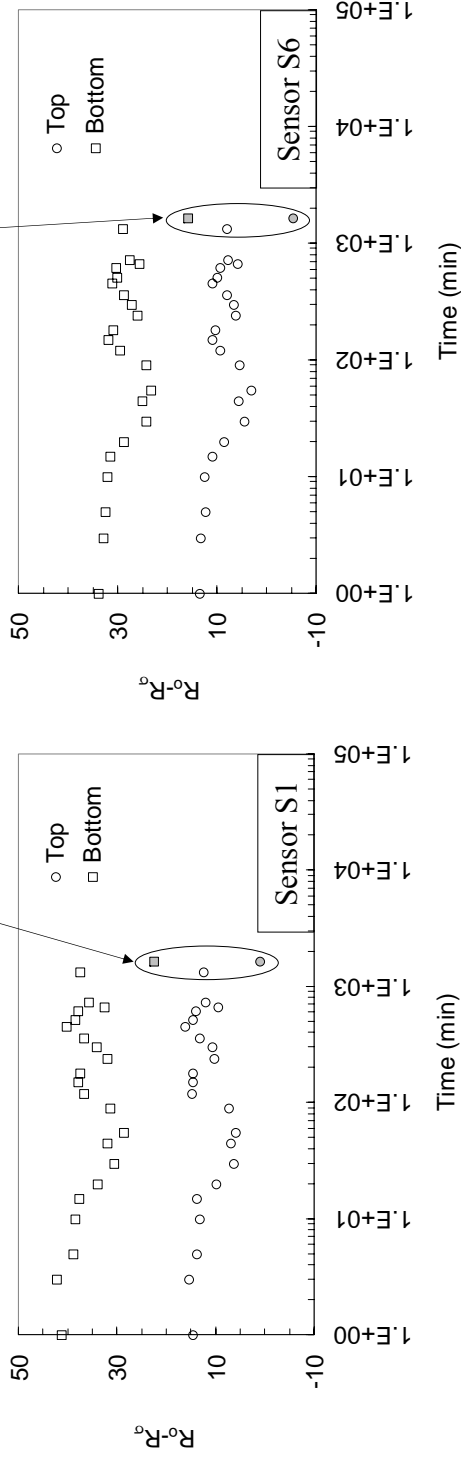 50
30
10
-10
Rₒ-R_σ
1.E+00
1.E+01
1.E+02
1.E+03
1.E+04
1.E+05
Time (min)
Top
Bottom
Sensor S1
50
30
10
-10
Rₒ-R_σ
1.E+00
1.E+01
1.E+02
1.E+03
1.E+04
1.E+05
Time (min)
Top
Bottom
Sensor S6